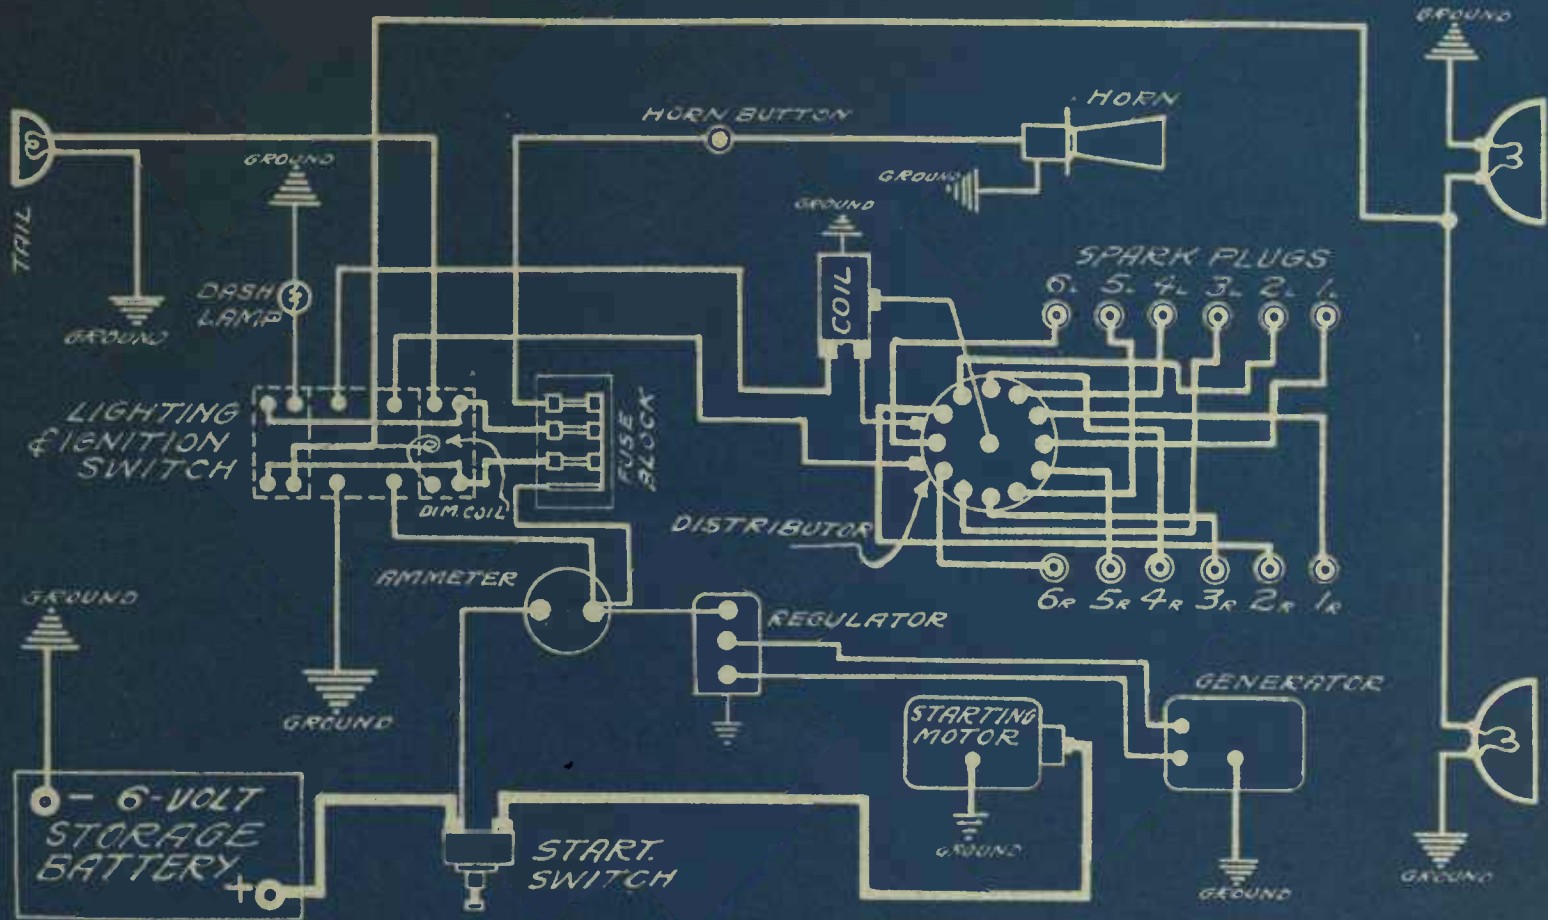 GROUND
HORN
HORN BUTTON
GROUND
GROUND
GROUND
TAIL
SPARK PLUGS
6L 5L 4L 3L 2L 1L
DASH
LAMP
COIL
GROUND
LIGHTING
& IGNITION
SWITCH
FUSE
BLOCK
DIM. COIL
DISTRIBUTOR
AMMETER
GROUND
6R 5R 4R 3R 2R 1R
REGULATOR
GENERATOR
GROUND
STARTING
MOTOR
- 6-VOLT
STORAGE
BATTERY
+
START.
SWITCH
GROUND
GROUND
GROUND